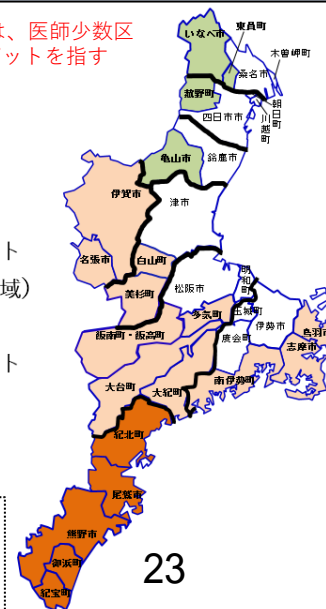 は、医師少数区
ットを指す
いなべ市
東員町
木曽岬町
桑名市
菰野町
朝日町
川越町
四日市市
亀山市
鈴鹿市
伊賀市
津市
名張市
白山町
ト
域）
美杉町
松阪市
明和町
玉城町
伊勢市
鳥羽市
多気町
度会町
志摩市
飯南町・飯高町
ト
大台町
大紀町
南伊勢町
紀北町
尾鷲市
熊野市
御浜町
紀宝町
23